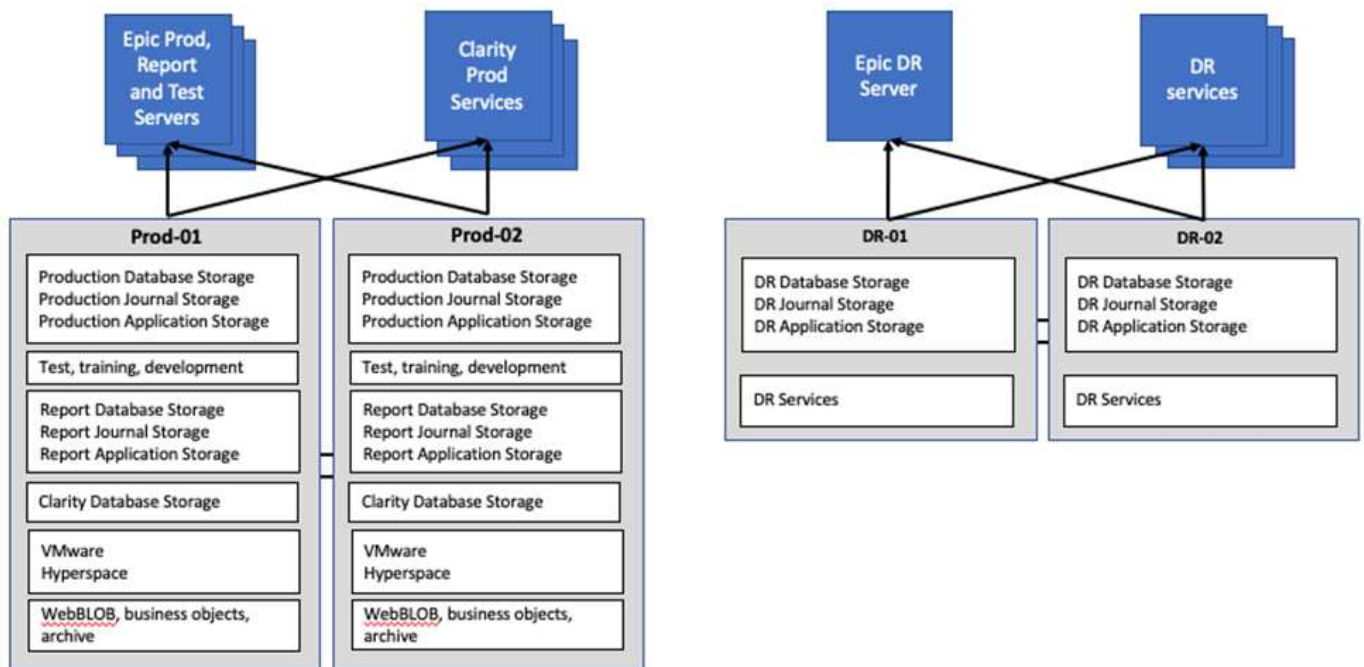 Epic Prod,
Report
and Test
Servers
Clarity
Prod
Services
Epic DR
Server
DR
services
Prod-01
Production Database Storage
Production Journal Storage
Production Application Storage
Test, training, development
Report Database Storage
Report Journal Storage
Report Application Storage
Clarity Database Storage
VMware
Hyperspace
WebBLOB, business objects,
archive
Prod-02
Production Database Storage
Production Journal Storage
Production Application Storage
Test, training, development
Report Database Storage
Report Journal Storage
Report Application Storage
Clarity Database Storage
VMware
Hyperspace
WebBLOB, business objects,
archive
DR-01
DR Database Storage
DR Journal Storage
DR Application Storage
DR Services
DR-02
DR Database Storage
DR Journal Storage
DR Application Storage
DR Services